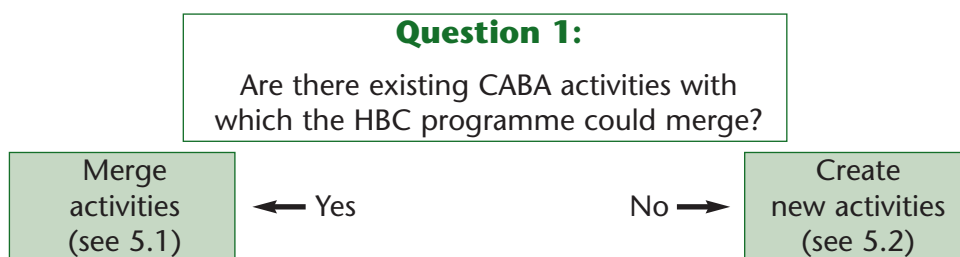 Question 1:
Are there existing CABA activities with
which the HBC programme could merge?
Merge
activities
(see 5.1)
Yes
No
Create
new activities
(see 5.2)